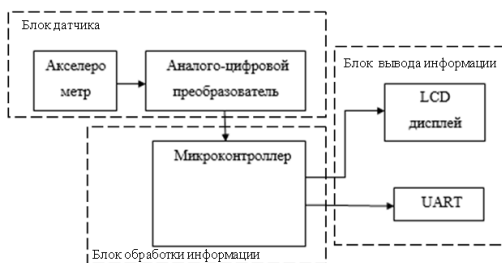 Блок датчика
Акселеро
метр
Аналого-цифровой
преобразователь
Блок вывода информации
LCD
дисплей
Микроконтроллер
UART
Блок обработки информации